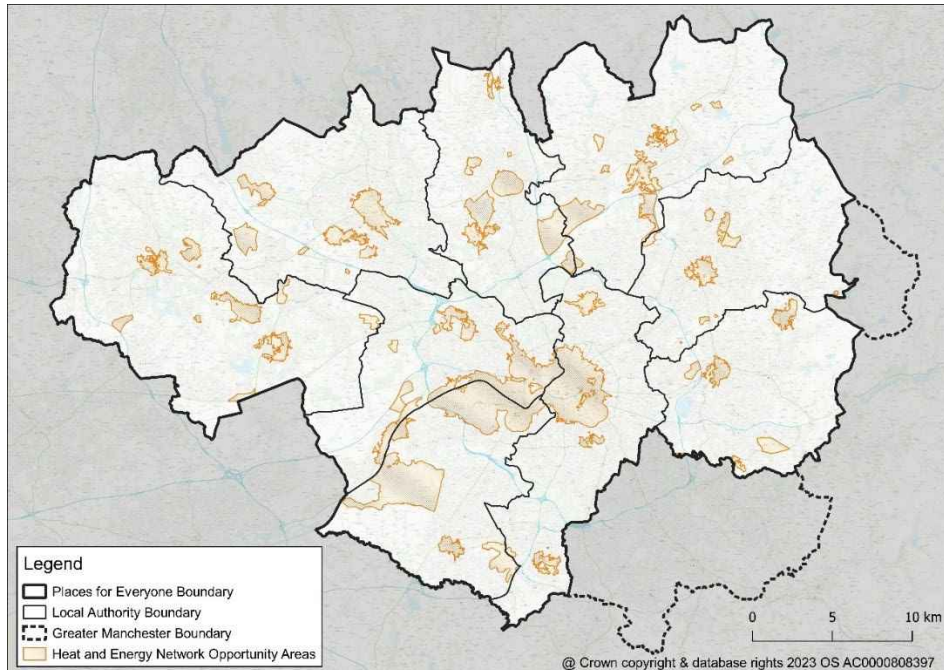 Legend
Places for Everyone Boundary
Local Authority Boundary
Greater Manchester Boundary
Heat and Energy Network Opportunity Areas
0 5 10 km
@ Crown copyright & database rights 2023 OS AC0000808397